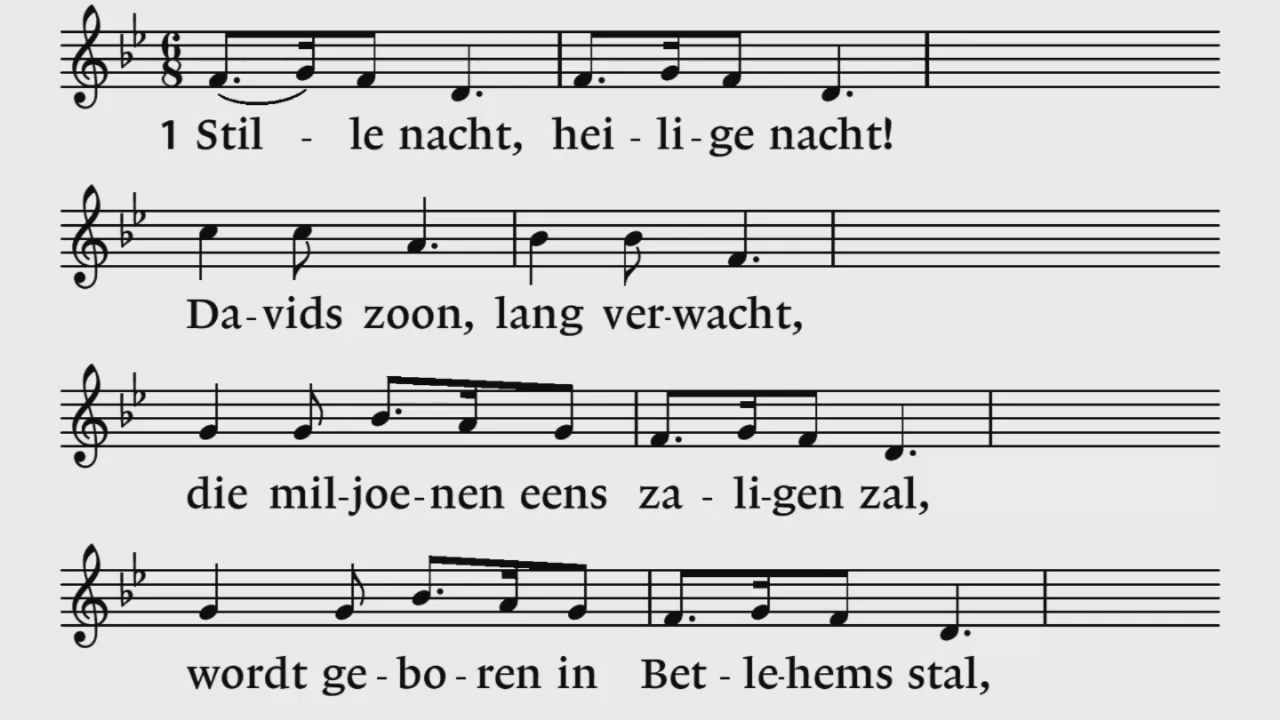 6
8
1 Stil - le nacht, hei - li - ge nacht!
Da - vids zoon, lang ver - wacht,
die mil - joe - nen eens za - li - gen zal,
wordt ge - bo - ren in Bet - le - hems stal,